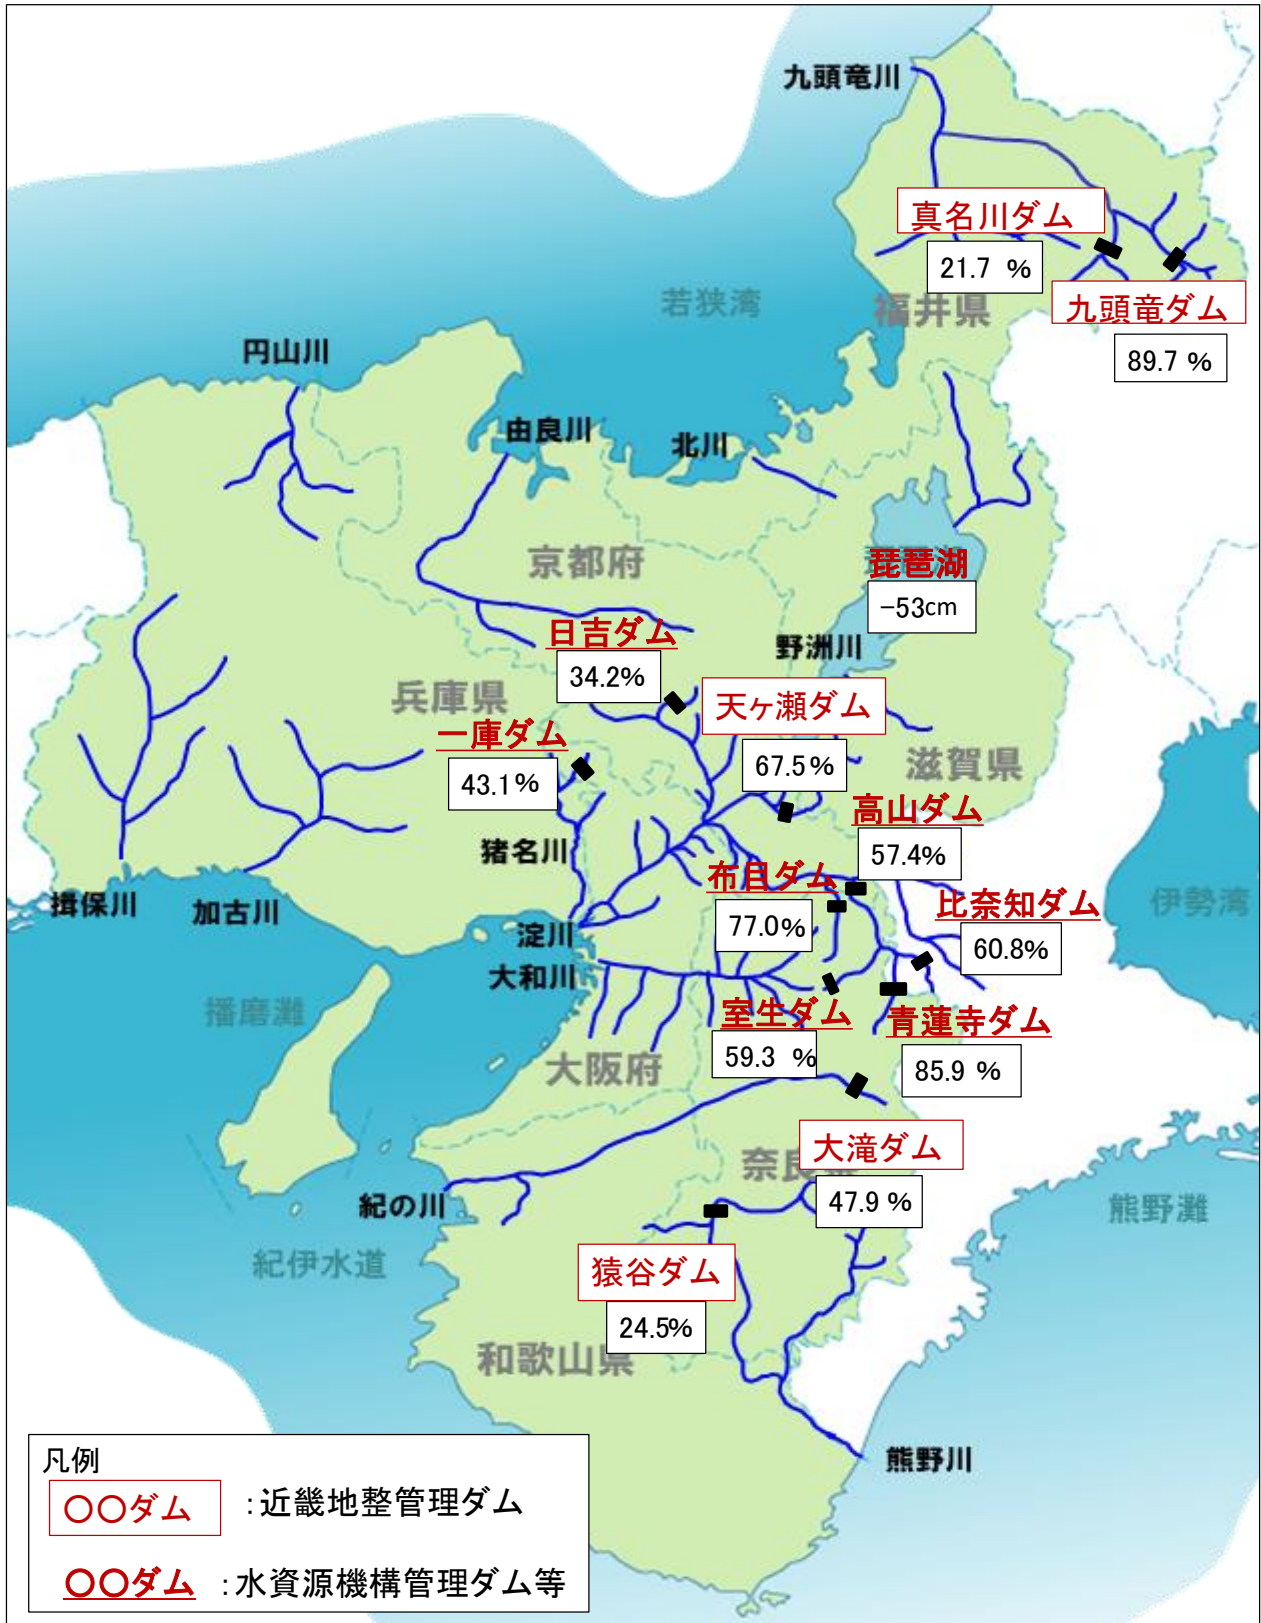 九頭竜川
真名川ダム
21.7 %
九頭竜ダム
89.7 %
若狭湾
福井県
円山川
由良川
北川
京都府
琵琶湖
-53cm
日吉ダム
34.2%
野洲川
兵庫県
天ヶ瀬ダム
67.5%
一庫ダム
43.1%
滋賀県
高山ダム
57.4%
猪名川
布目ダム
77.0%
比奈知ダム
60.8%
伊勢湾
揖保川
加古川
淀川
大和川
播磨灘
室生ダム
59.3 %
青蓮寺ダム
85.9 %
大阪府
大滝ダム
47.9 %
奈良県
紀の川
紀伊水道
熊野灘
猿谷ダム
24.5%
和歌山県
熊野川
凡例
〇〇ダム :近畿地整管理ダム
〇〇ダム :水資源機構管理ダム等